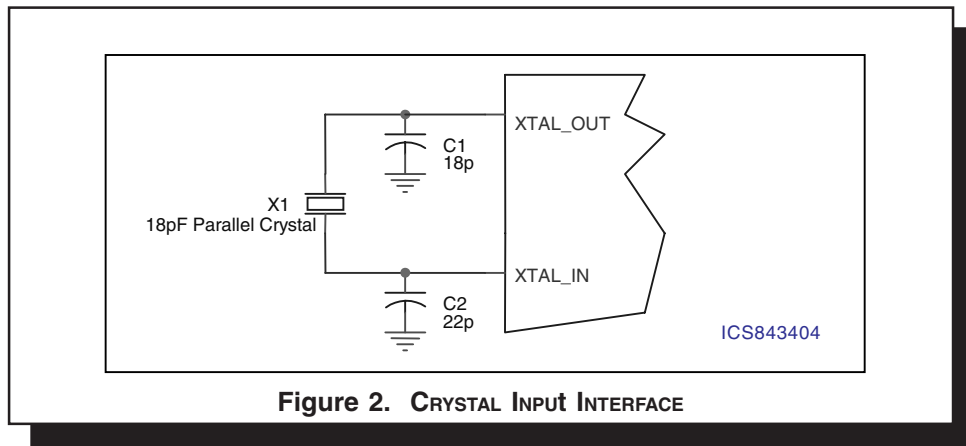 XTAL_OUT
C1
18p
X1
18pF Parallel Crystal
XTAL_IN
C2
22p
ICS843404
Figure 2. CRYSTAL INPUt INTERFACE